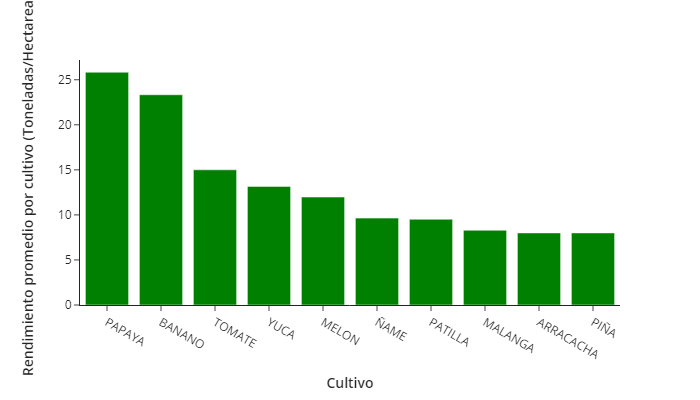 Rendimiento promedio por cultivo (Toneladas/Hectarea
25
20
15
10
5
0
PAPAYA
BANANO
TOMATE
YUCA
MELON
ÑAME
PATILLA
MALANGA
ARRACACHA
PIÑA
Cultivo